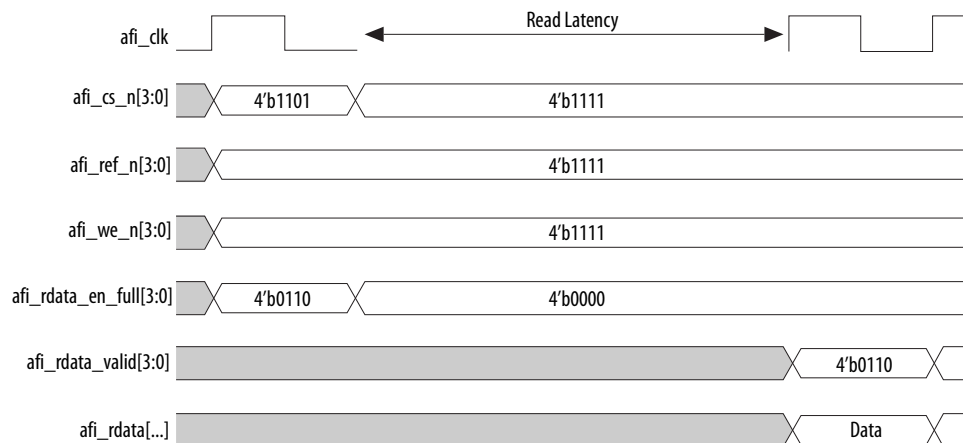 Read Latency
afi_clk
afi_cs_n[3:0] 4’b1101 4’b1111
afi_ref_n[3:0] 4’b1111
afi_we_n[3:0] 4’b1111
afi_rdata_en_full[3:0] 4’b0110 4’b0000
afi_rdata_valid[3:0] 4’b0110
afi_rdata[...] Data